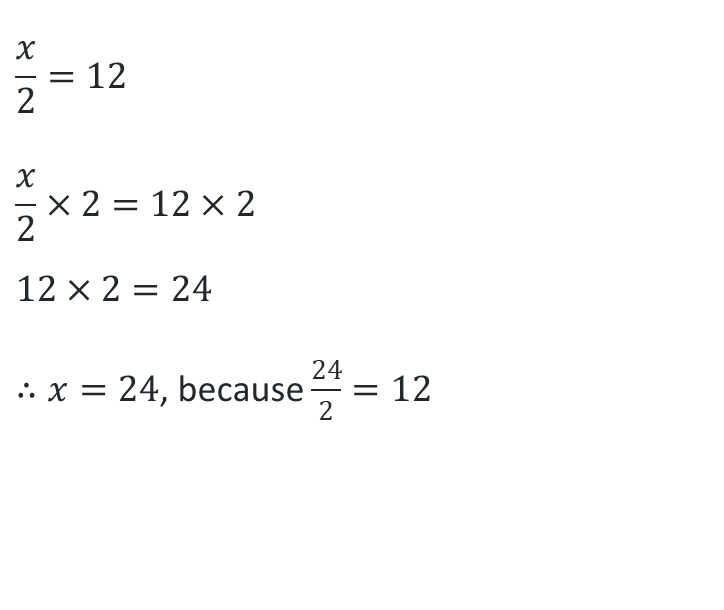 x/2 = 12
x/2 × 2 = 12 × 2
12 × 2 = 24
∴ x = 24, because 24/2 = 12